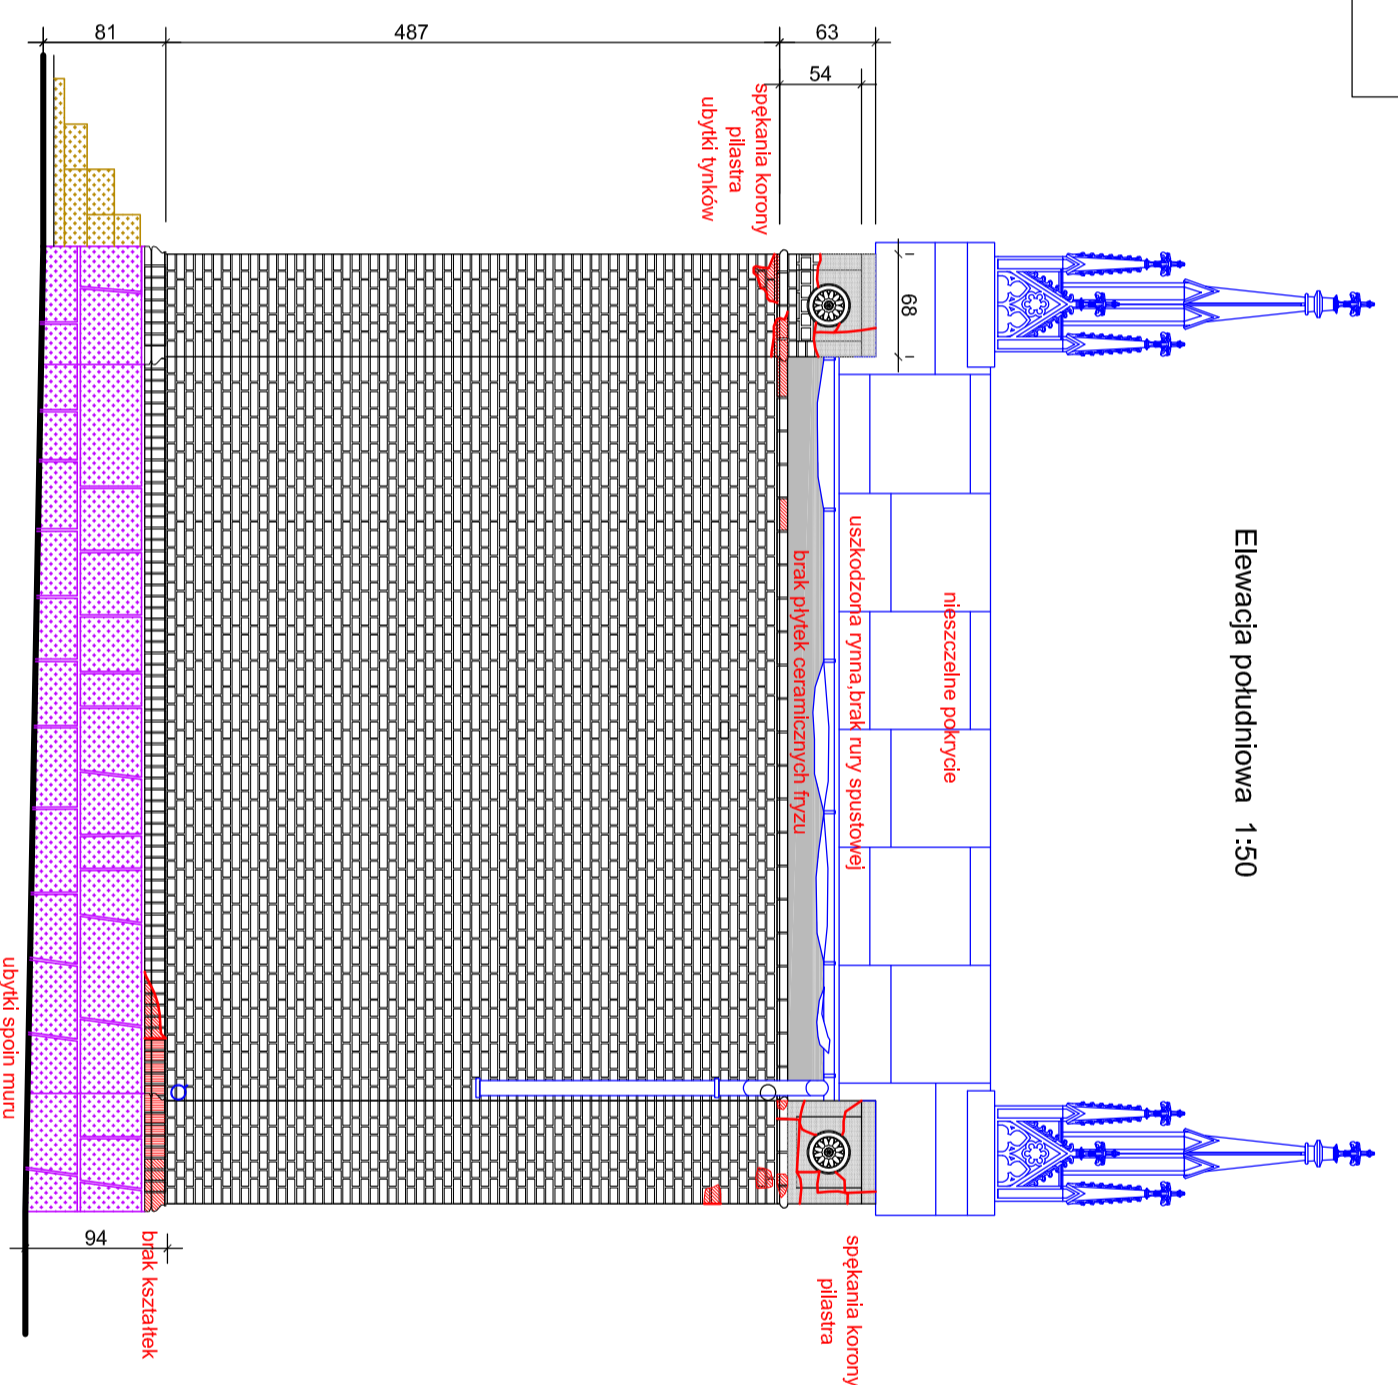 Elewacja południowa 1:50
nieszczelne pokrycie
uszkodzona rynna,brak rury spustowej
brak płytek ceramicznych fryzu
spękania korony
pilastra
ubytki tynków
spękania korony
pilastra
brak kształtek
ubytki spoin muru
81
487
63
54
68
94